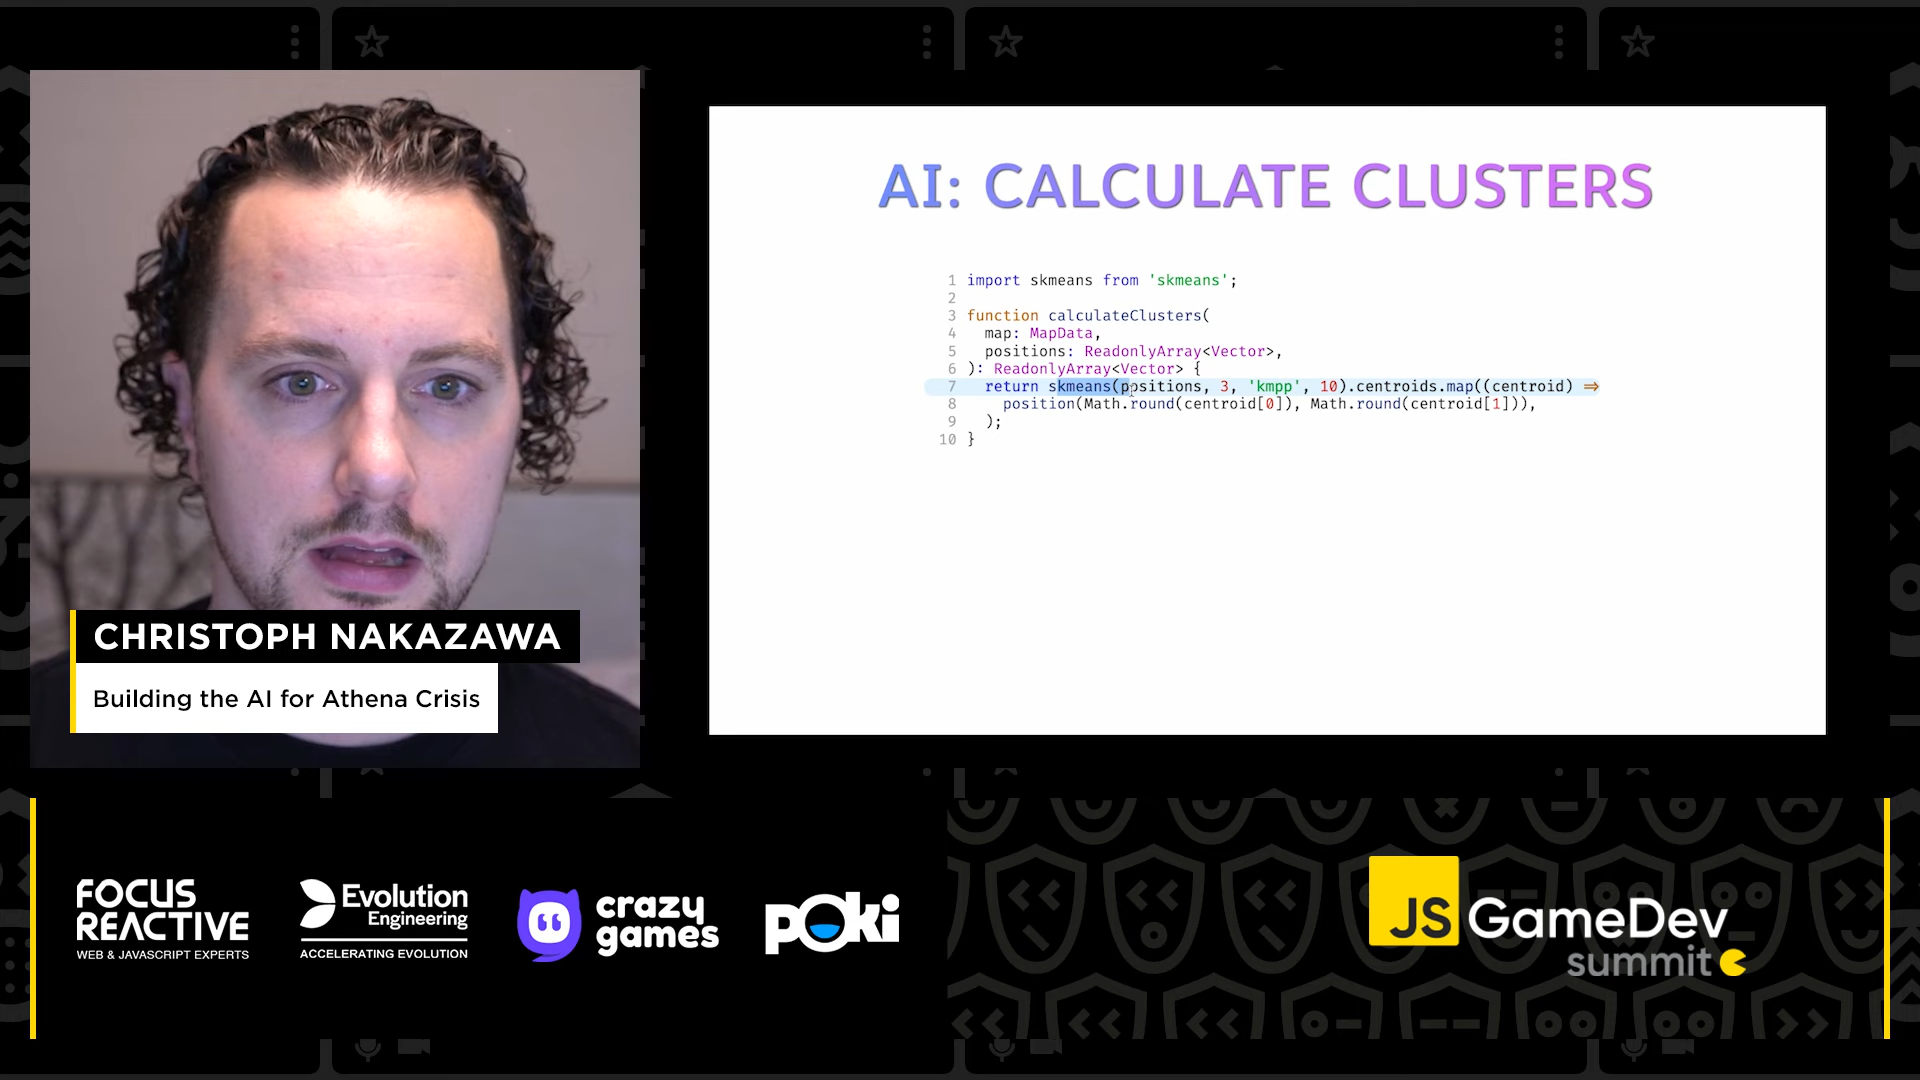 AI: CALCULATE CLUSTERS
1 import skmeans from 'skmeans';
2
3 function calculateClusters(
4 map: MapData,
5 positions: ReadonlyArray<Vector>,
6 ): ReadonlyArray<Vector> {
7 return skmeans(positions, 3, 'kmpp', 10).centroids.map((centroid) =>
8 position(Math.round(centroid[0]), Math.round(centroid[1])),
9 );
10 }
CHRISTOPH NAKAZAWA
Building the AI for Athena Crisis
FOCUS
REACTIVE
WEB & JAVASCRIPT EXPERTS
Evolution
Engineering
ACCELERATING EVOLUTION
crazy
games
poki
JS GameDev
summit